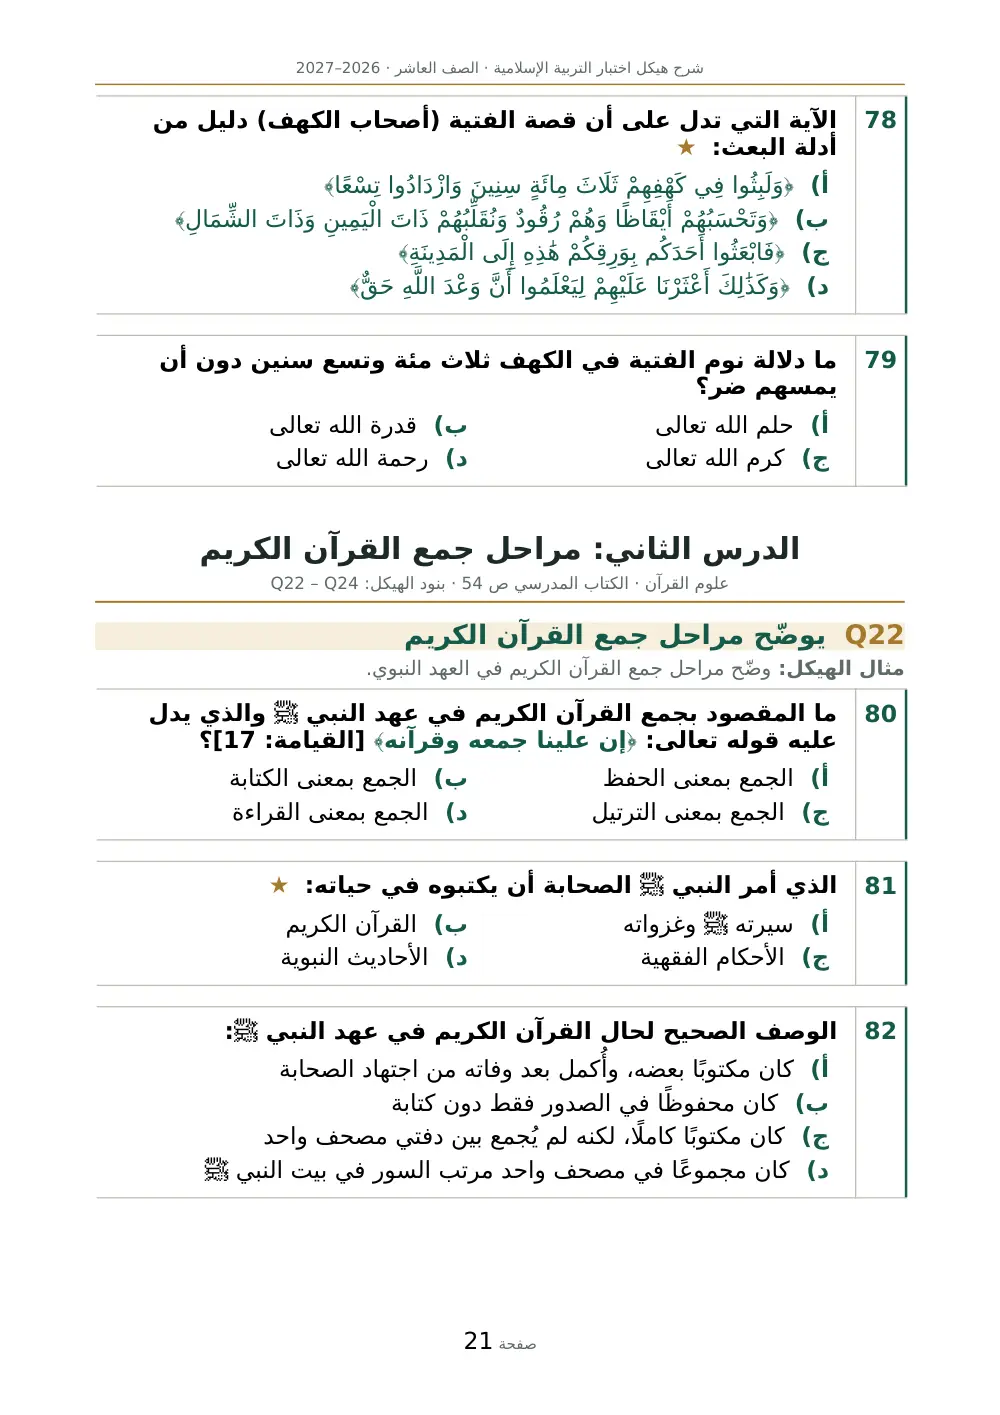 شرح هيكل اختبار التربية الإسلامية · الصف العاشر · 2026–2027
78
الآية التي تدل على أن قصة الفتية (أصحاب الكهف) دليل من
أدلة البعث: ★
أ) ﴿وَلَبِثُوا فِي كَهْفِهِمْ ثَلَاثَ مِائَةٍ سِنِينَ وَازْدَادُوا تِسْعًا﴾
ب) ﴿وَتَحْسَبُهُمْ أَيْقَاظًا وَهُمْ رُقُودٌ وَنُقَلِّبُهُمْ ذَاتَ الْيَمِينِ وَذَاتَ الشِّمَالِ﴾
ج) ﴿فَابْعَثُوا أَحَدَكُم بِوَرِقِكُمْ هَٰذِهِ إِلَى الْمَدِينَةِ﴾
د) ﴿وَكَذَٰلِكَ أَعْثَرْنَا عَلَيْهِمْ لِيَعْلَمُوا أَنَّ وَعْدَ اللَّهِ حَقٌّ﴾
79
ما دلالة نوم الفتية في الكهف ثلاث مئة وتسع سنين دون أن
يمسهم ضر؟
أ) حلم الله تعالى ب) قدرة الله تعالى
ج) كرم الله تعالى د) رحمة الله تعالى
الدرس الثاني: مراحل جمع القرآن الكريم
علوم القرآن · الكتاب المدرسي ص 54 · بنود الهيكل: Q22 – Q24
Q22 يوضّح مراحل جمع القرآن الكريم
مثال الهيكل: وضّح مراحل جمع القرآن الكريم في العهد النبوي.
80
ما المقصود بجمع القرآن الكريم في عهد النبي ﷺ والذي يدل
عليه قوله تعالى: ﴿إن علينا جمعه وقرآنه﴾ [القيامة: 17]؟
أ) الجمع بمعنى الحفظ ب) الجمع بمعنى الكتابة
ج) الجمع بمعنى الترتيل د) الجمع بمعنى القراءة
81
الذي أمر النبي ﷺ الصحابة أن يكتبوه في حياته: ★
أ) سيرته ﷺ وغزواته ب) القرآن الكريم
ج) الأحكام الفقهية د) الأحاديث النبوية
82
الوصف الصحيح لحال القرآن الكريم في عهد النبي ﷺ:
أ) كان مكتوبًا بعضه، وأُكمل بعد وفاته من اجتهاد الصحابة
ب) كان محفوظًا في الصدور فقط دون كتابة
ج) كان مكتوبًا كاملًا، لكنه لم يُجمع بين دفتي مصحف واحد
د) كان مجموعًا في مصحف واحد مرتب السور في بيت النبي ﷺ
صفحة 21